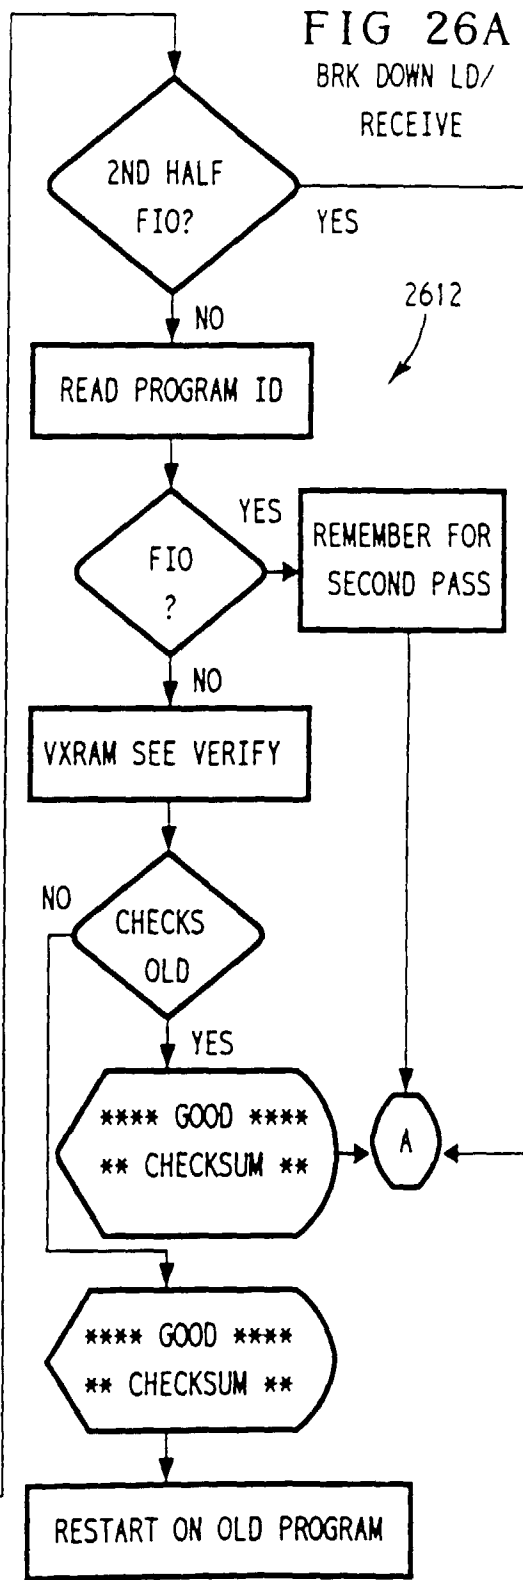 FIG 26A
BRK DOWN LD/
RECEIVE
2ND HALF
FIO?
YES
2612
NO
READ PROGRAM ID
YES
FIO
?
REMEMBER FOR
SECOND PASS
NO
VXRAM SEE VERIFY
NO
CHECKS
OLD
YES
**** GOOD ****
** CHECKSUM **
A
**** GOOD ****
** CHECKSUM **
RESTART ON OLD PROGRAM